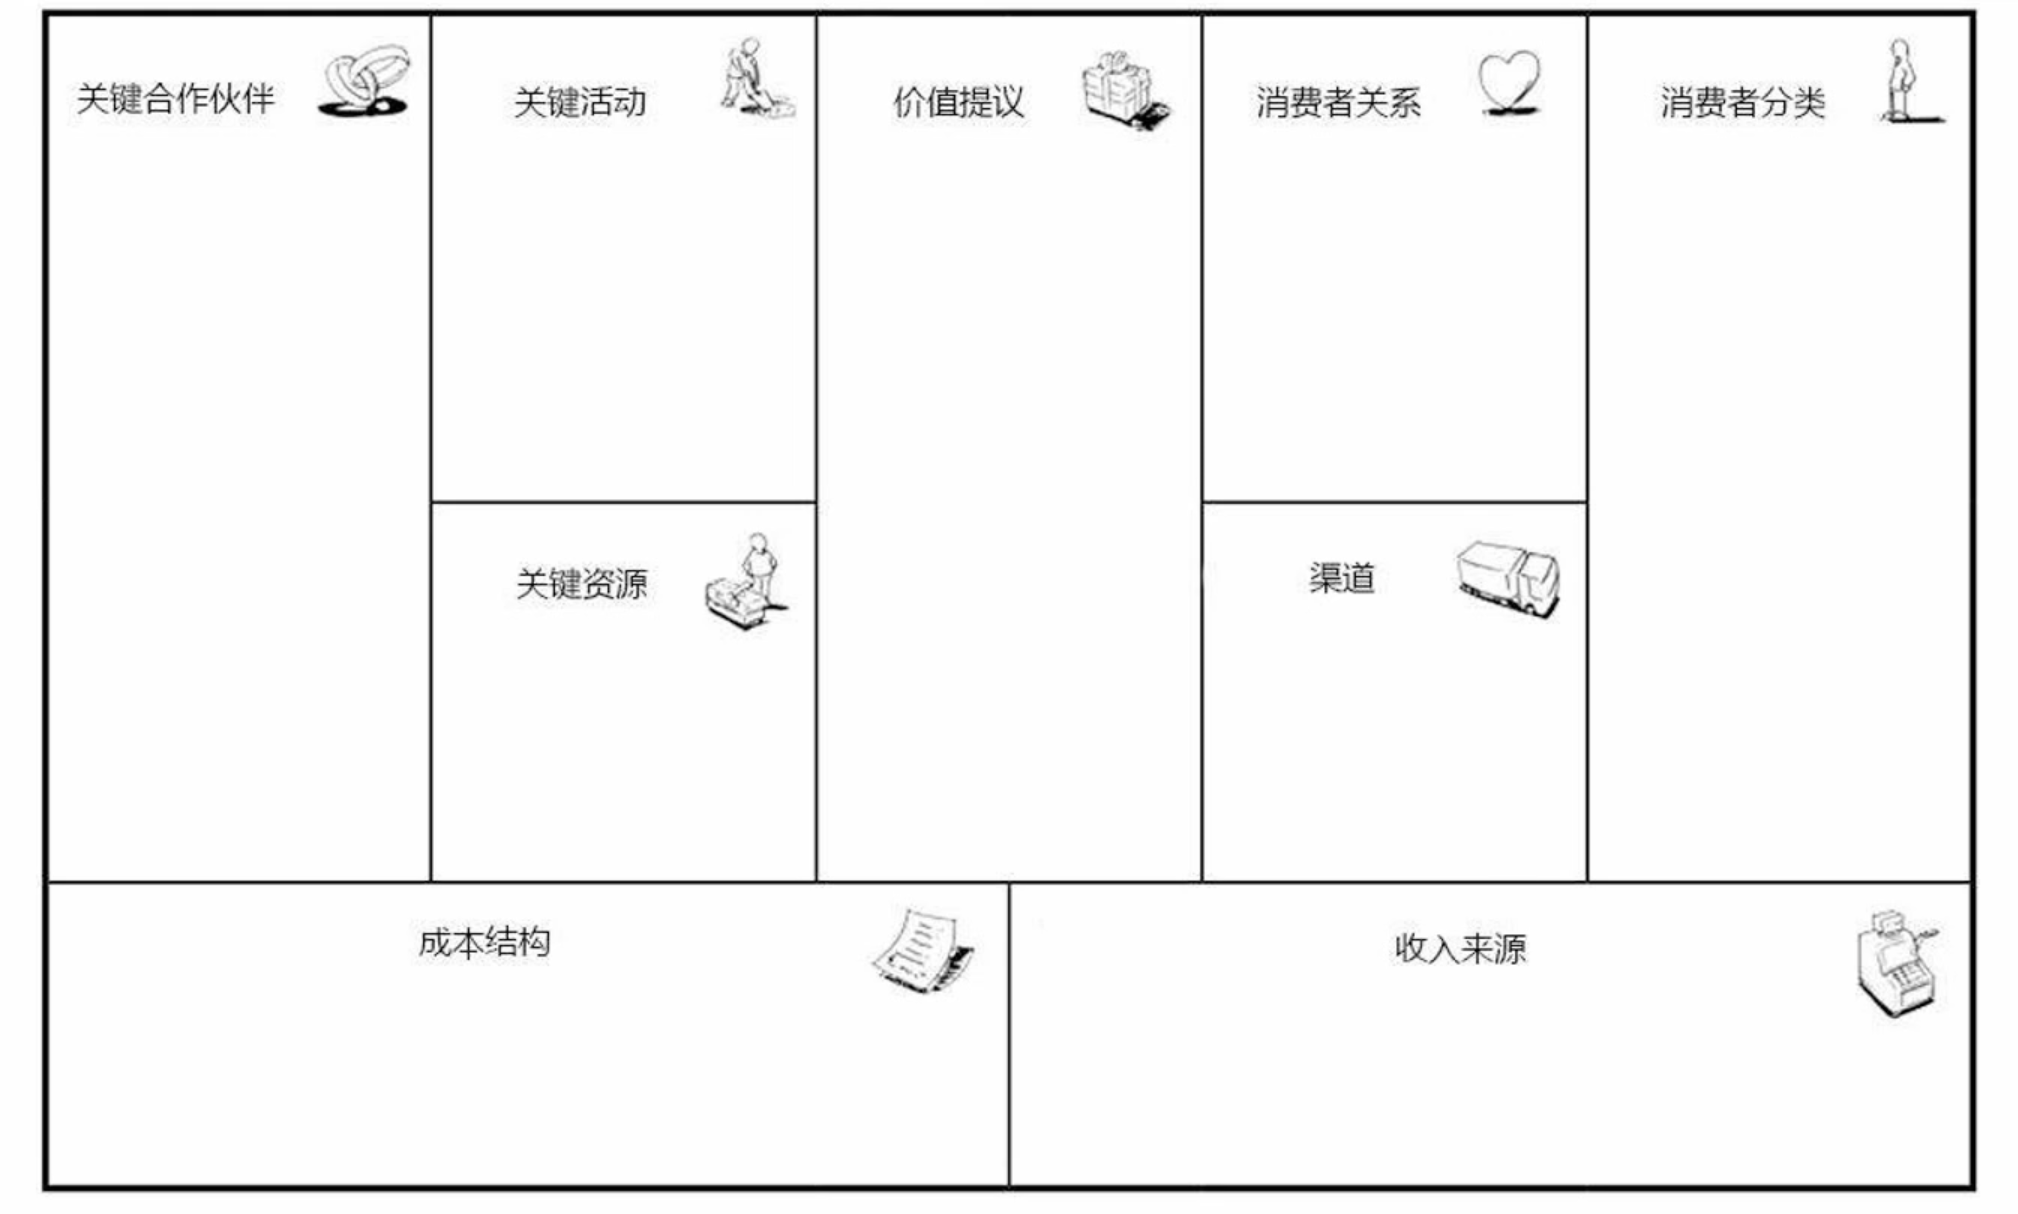 关键合作伙伴
关键活动
价值提议
消费者关系
消费者分类
关键资源
渠道
成本结构
收入来源